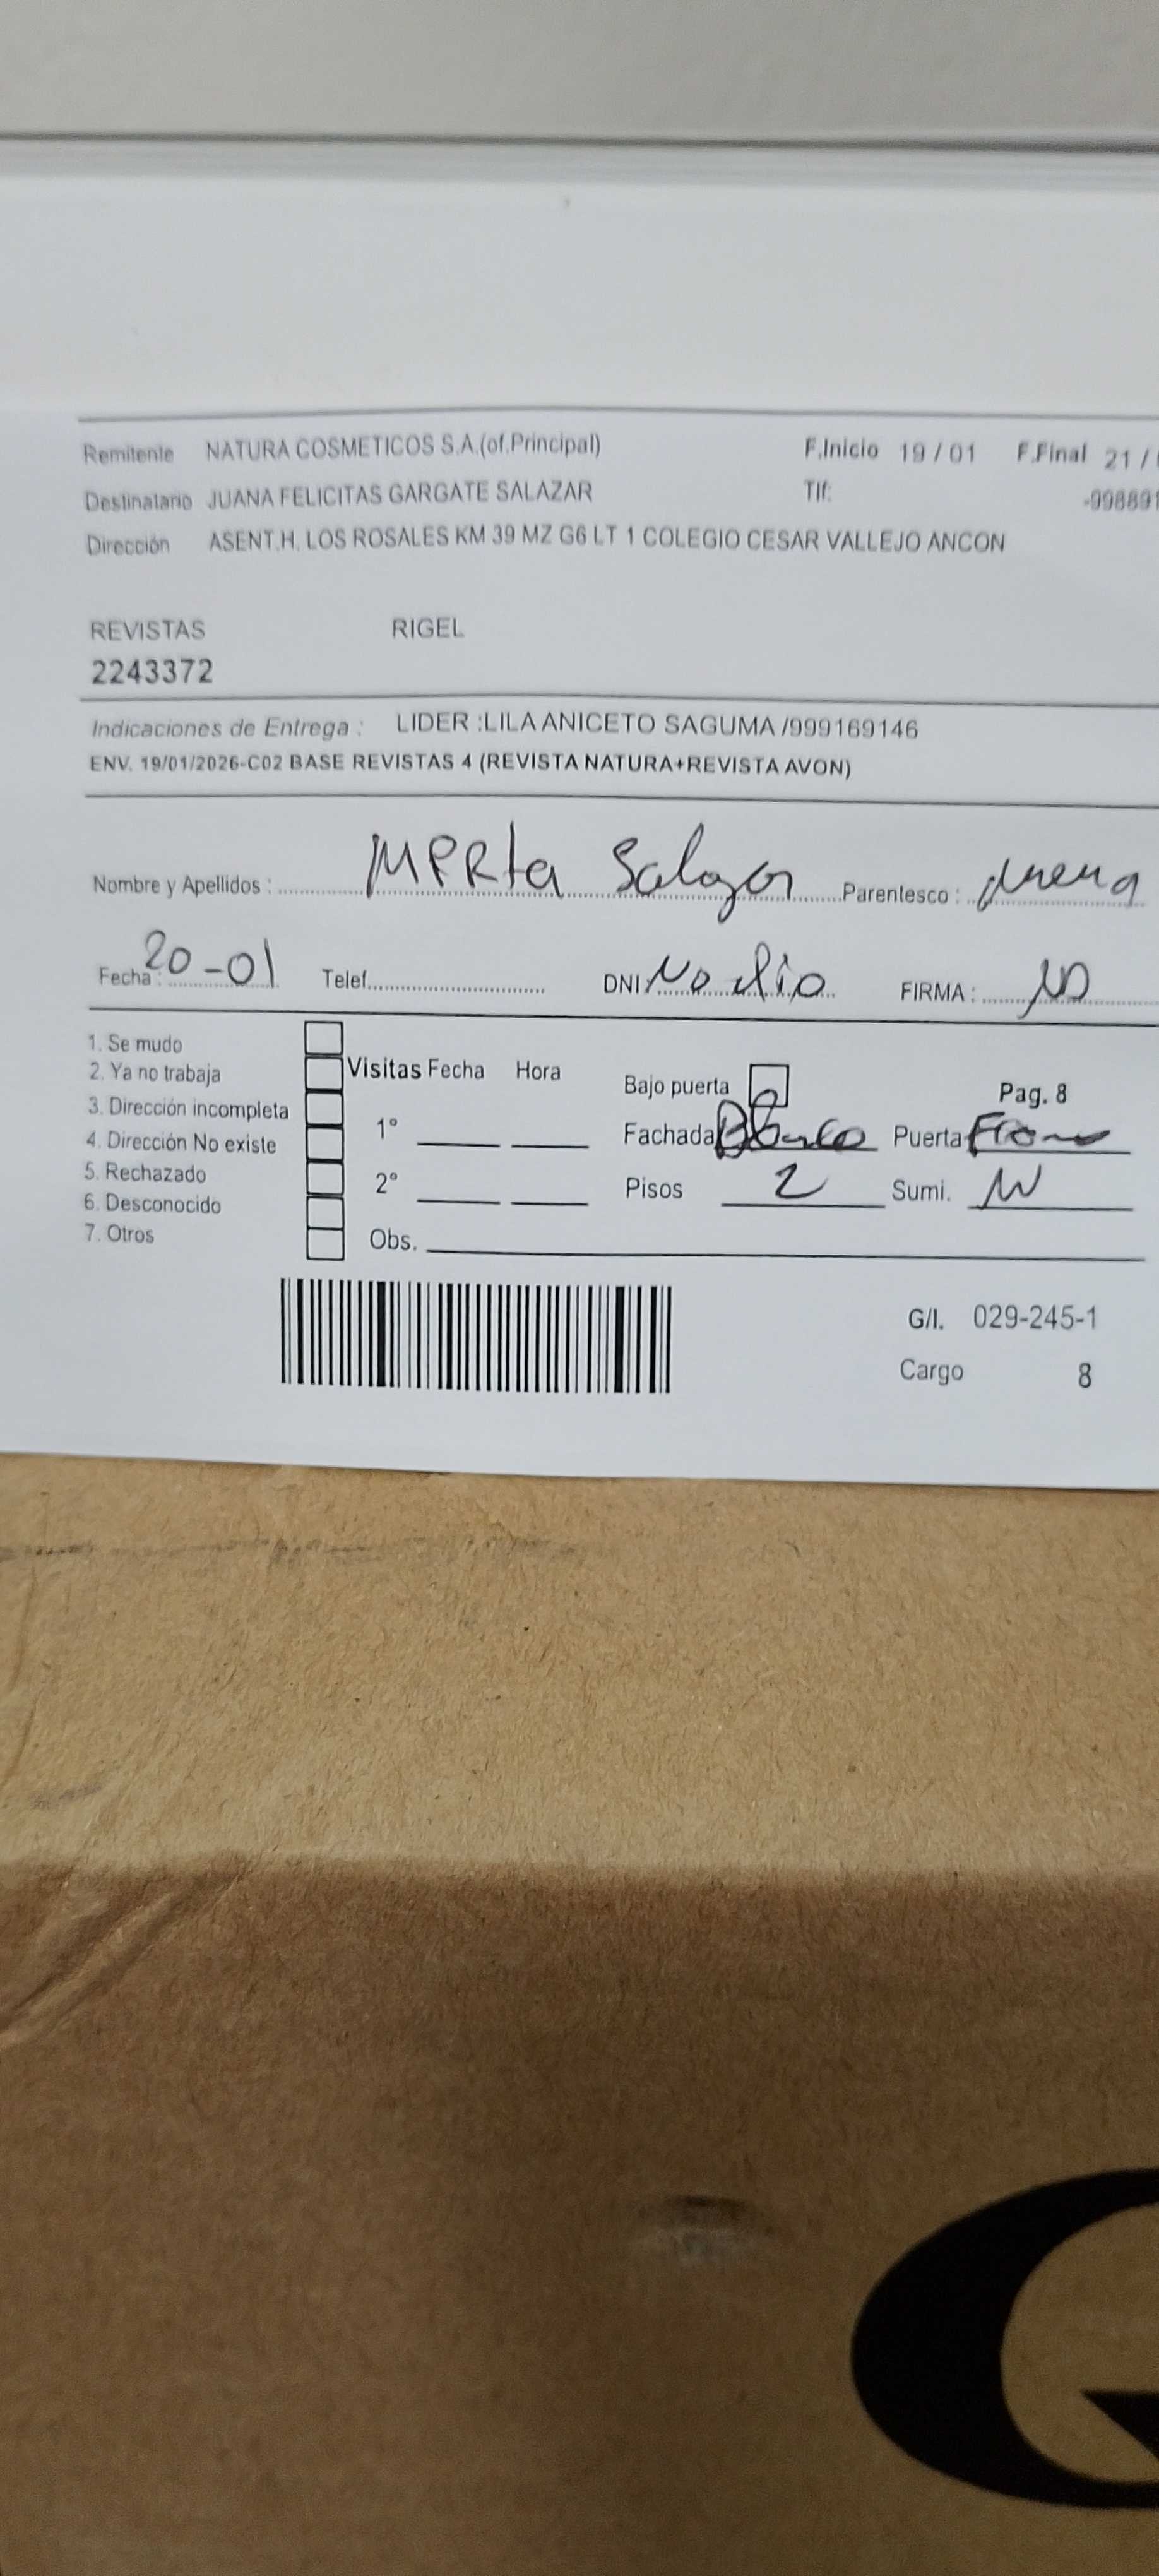 Remitente NATURA COSMETICOS S.A.(of.Principal) F.Inicio 19 / 01 F.Final 21 /
Destinatario JUANA FELICITAS GARGATE SALAZAR Tlf: -998891
Dirección ASENT.H. LOS ROSALES KM 39 MZ G6 LT 1 COLEGIO CESAR VALLEJO ANCON
REVISTAS RIGEL
2243372
Indicaciones de Entrega : LIDER :LILA ANICETO SAGUMA /999169146
ENV. 19/01/2026-C02 BASE REVISTAS 4 (REVISTA NATURA+REVISTA AVON)
Nombre y Apellidos : Salazar Parentesco :
Fecha : 20-01 Telef. DNI: No dio FIRMA :
1. Se mudo
2. Ya no trabaja Visitas Fecha Hora Bajo puerta Pag. 8
3. Dirección incompleta 1° Fachada Blanco Puerta
4. Dirección No existe
5. Rechazado 2° Pisos 2 Sumi.
6. Desconocido
7. Otros Obs.
G/I. 029-245-1
Cargo 8